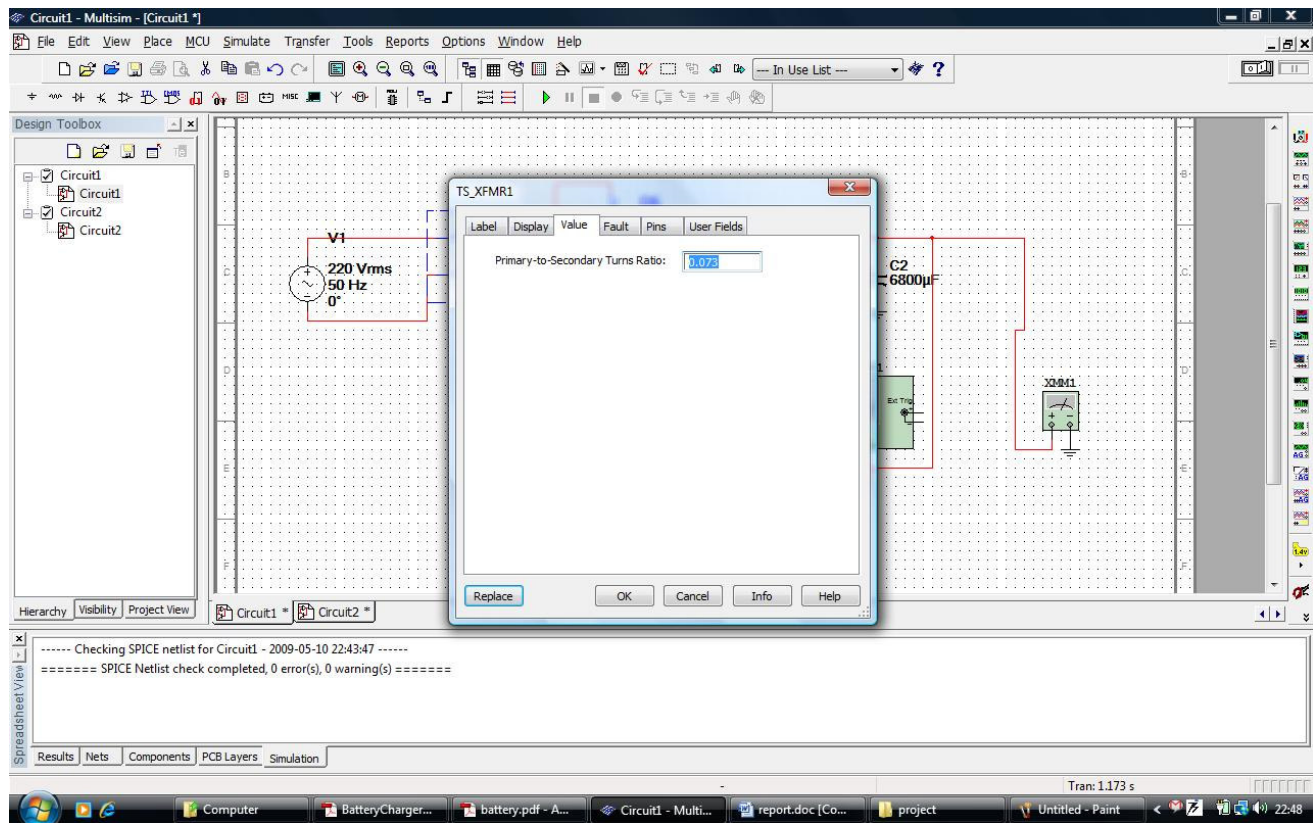 Circuit1 - Multisim - [Circuit1 *]
File Edit View Place MCU Simulate Transfer Tools Reports Options Window Help
--- In Use List ---
MISC
Design Toolbox
Circuit1
Circuit1
Circuit2
Circuit2
V1
220 Vrms
50 Hz
0°
TS_XFMR1
Label Display Value Fault Pins User Fields
Primary-to-Secondary Turns Ratio: 0.073
Replace OK Cancel Info Help
C2
6800µF
Ext Trig
XMM1
B
C
D
E
F
B
C
D
E
F
1.4v
AG
Hierarchy Visibility Project View
Circuit1 * Circuit2 *
Spreadsheet View
------ Checking SPICE netlist for Circuit1 - 2009-05-10 22:43:47 ------
======= SPICE Netlist check completed, 0 error(s), 0 warning(s) =======
Results Nets Components PCB Layers Simulation
-
Tran: 1.173 s
Computer BatteryCharger... battery.pdf - A... Circuit1 - Multi... report.doc [Co... project Untitled - Paint 22:48